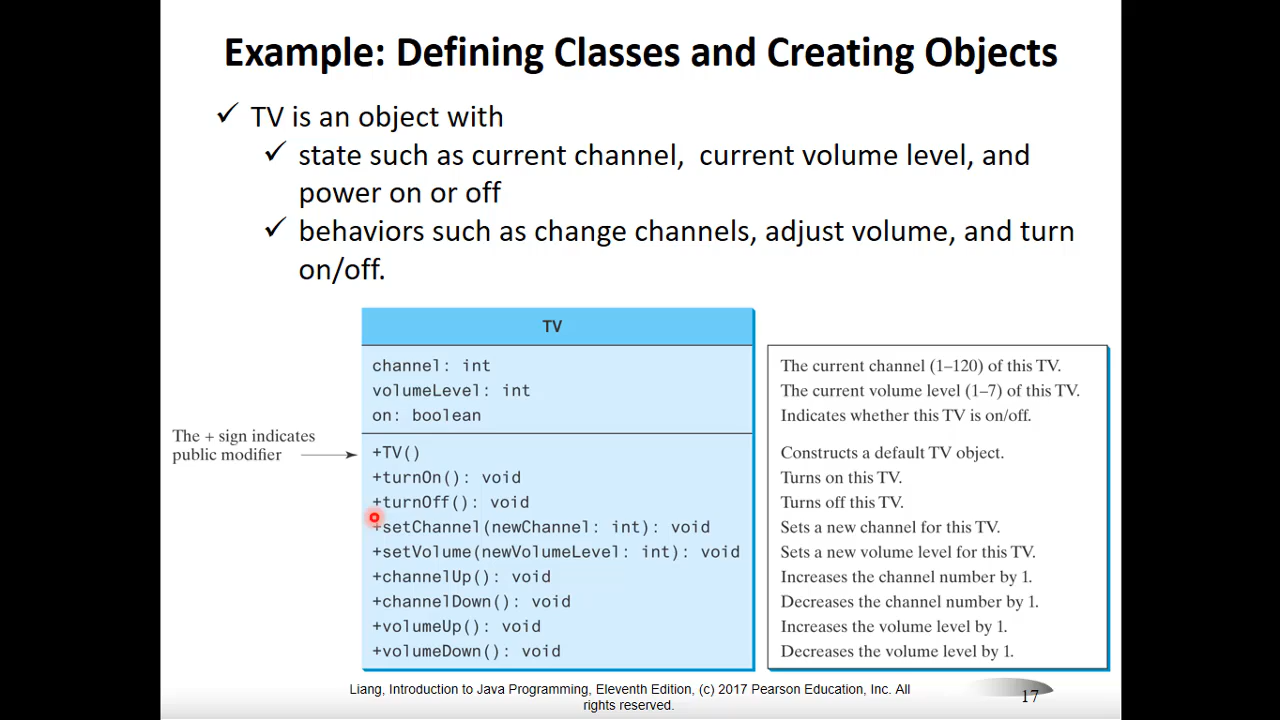 Example: Defining Classes and Creating Objects
✓ TV is an object with
✓ state such as current channel, current volume level, and
power on or off
✓ behaviors such as change channels, adjust volume, and turn
on/off.
TV
channel: int
volumeLevel: int
on: boolean
The current channel (1–120) of this TV.
The current volume level (1–7) of this TV.
Indicates whether this TV is on/off.
The + sign indicates
public modifier
+TV()
+turnOn(): void
+turnOff(): void
+setChannel(newChannel: int): void
+setVolume(newVolumeLevel: int): void
+channelUp(): void
+channelDown(): void
+volumeUp(): void
+volumeDown(): void
Constructs a default TV object.
Turns on this TV.
Turns off this TV.
Sets a new channel for this TV.
Sets a new volume level for this TV.
Increases the channel number by 1.
Decreases the channel number by 1.
Increases the volume level by 1.
Decreases the volume level by 1.
Liang, Introduction to Java Programming, Eleventh Edition, (c) 2017 Pearson Education, Inc. All
rights reserved.
17